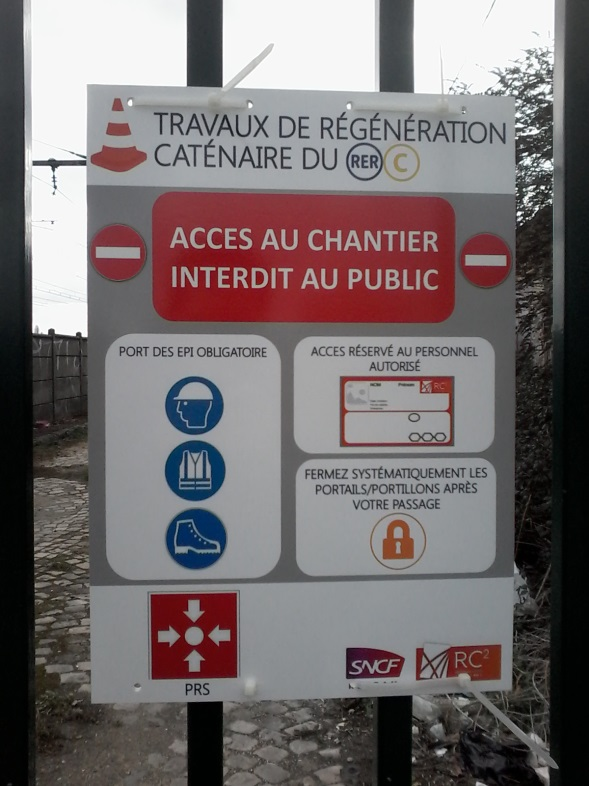 TRAVAUX DE RÉGÉNÉRATION
CATÉNAIRE DU RER C
ACCES AU CHANTIER
INTERDIT AU PUBLIC
PORT DES EPI OBLIGATOIRE
ACCES RÉSERVÉ AU PERSONNEL
AUTORISÉ
NOM Prénom RC²
FERMEZ SYSTÉMATIQUEMENT LES
PORTAILS/PORTILLONS APRÈS
VOTRE PASSAGE
PRS
SNCF
RC²